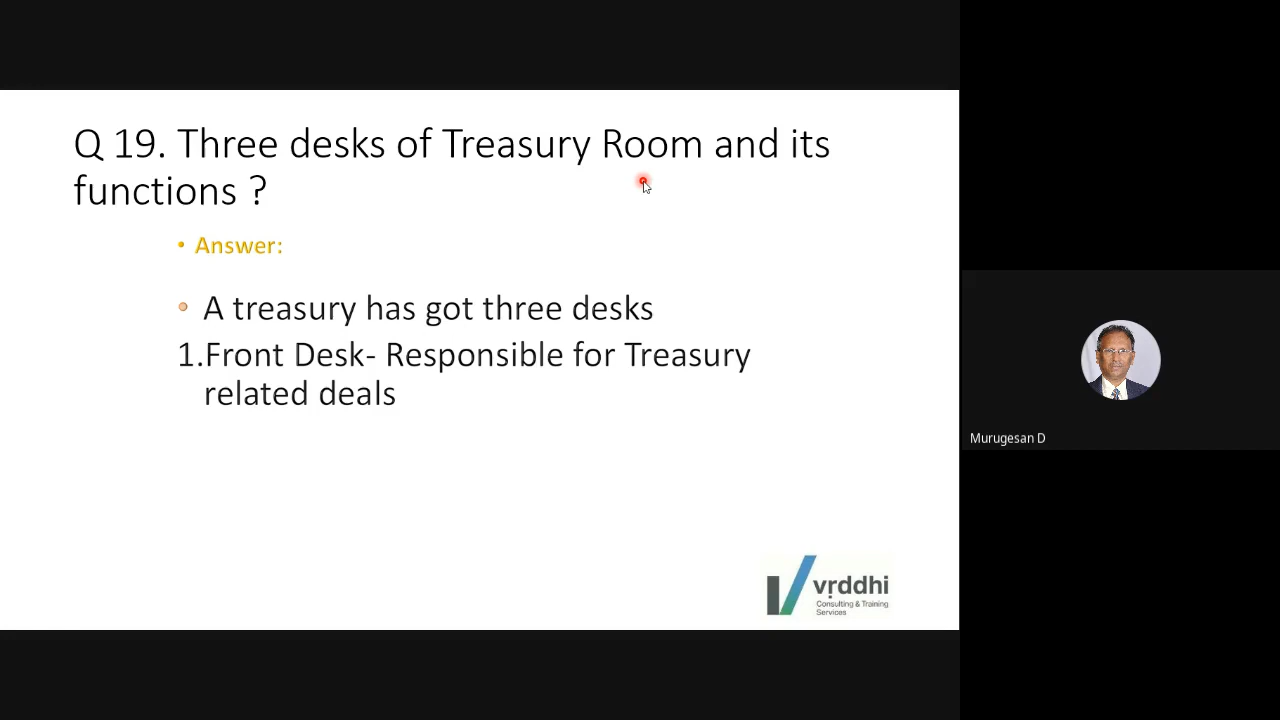 Q 19. Three desks of Treasury Room and its
functions ?
• Answer:
• A treasury has got three desks
1.Front Desk- Responsible for Treasury
related deals
vṛddhi
Consulting & Training
Services
Murugesan D